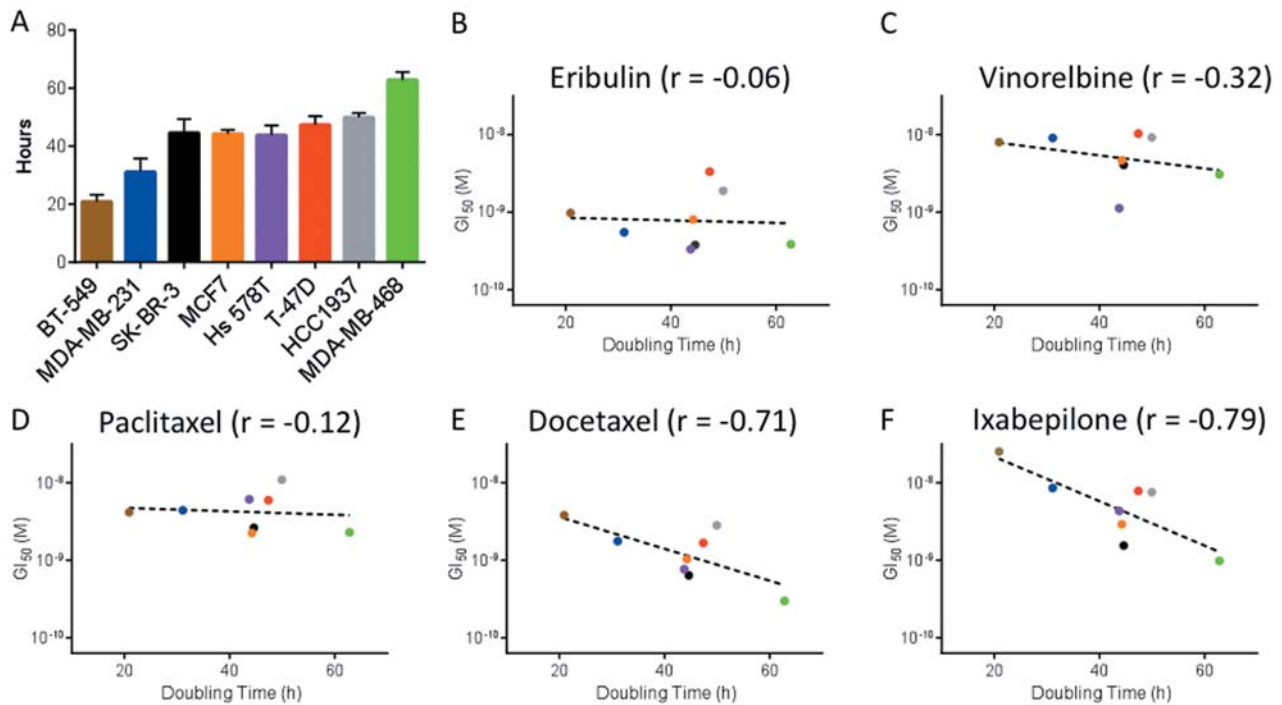 A
80
60
40
20
0
Hours
BT-549
MDA-MB-231
SK-BR-3
MCF7
Hs 578T
T-47D
HCC1937
MDA-MB-468
B
Eribulin (r = -0.06)
10⁻⁸
10⁻⁹
10⁻¹⁰
GI₅₀ (M)
20 40 60
Doubling Time (h)
C
Vinorelbine (r = -0.32)
10⁻⁸
10⁻⁹
10⁻¹⁰
GI₅₀ (M)
20 40 60
Doubling Time (h)
D
Paclitaxel (r = -0.12)
10⁻⁸
10⁻⁹
10⁻¹⁰
GI₅₀ (M)
20 40 60
Doubling Time (h)
E
Docetaxel (r = -0.71)
10⁻⁸
10⁻⁹
10⁻¹⁰
GI₅₀ (M)
20 40 60
Doubling Time (h)
F
Ixabepilone (r = -0.79)
10⁻⁸
10⁻⁹
10⁻¹⁰
GI₅₀ (M)
20 40 60
Doubling Time (h)